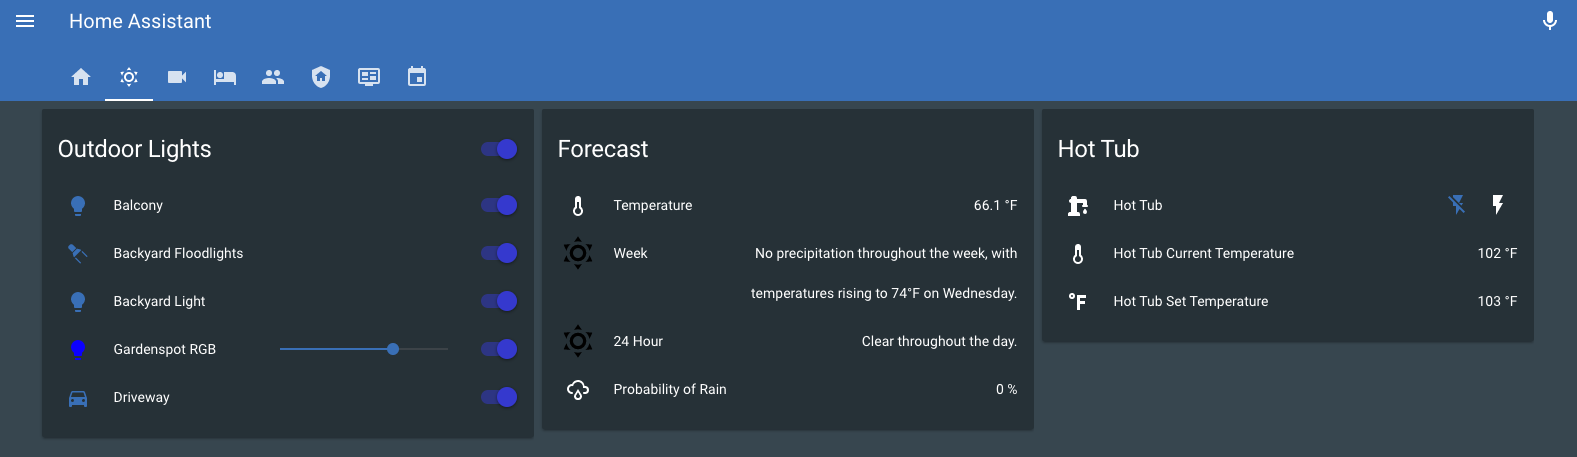 Home Assistant
Outdoor Lights
Balcony
Backyard Floodlights
Backyard Light
Gardenspot RGB
Driveway
Forecast
Temperature 66.1 °F
Week No precipitation throughout the week, with
temperatures rising to 74°F on Wednesday.
24 Hour Clear throughout the day.
Probability of Rain 0 %
Hot Tub
Hot Tub
Hot Tub Current Temperature 102 °F
°F Hot Tub Set Temperature 103 °F